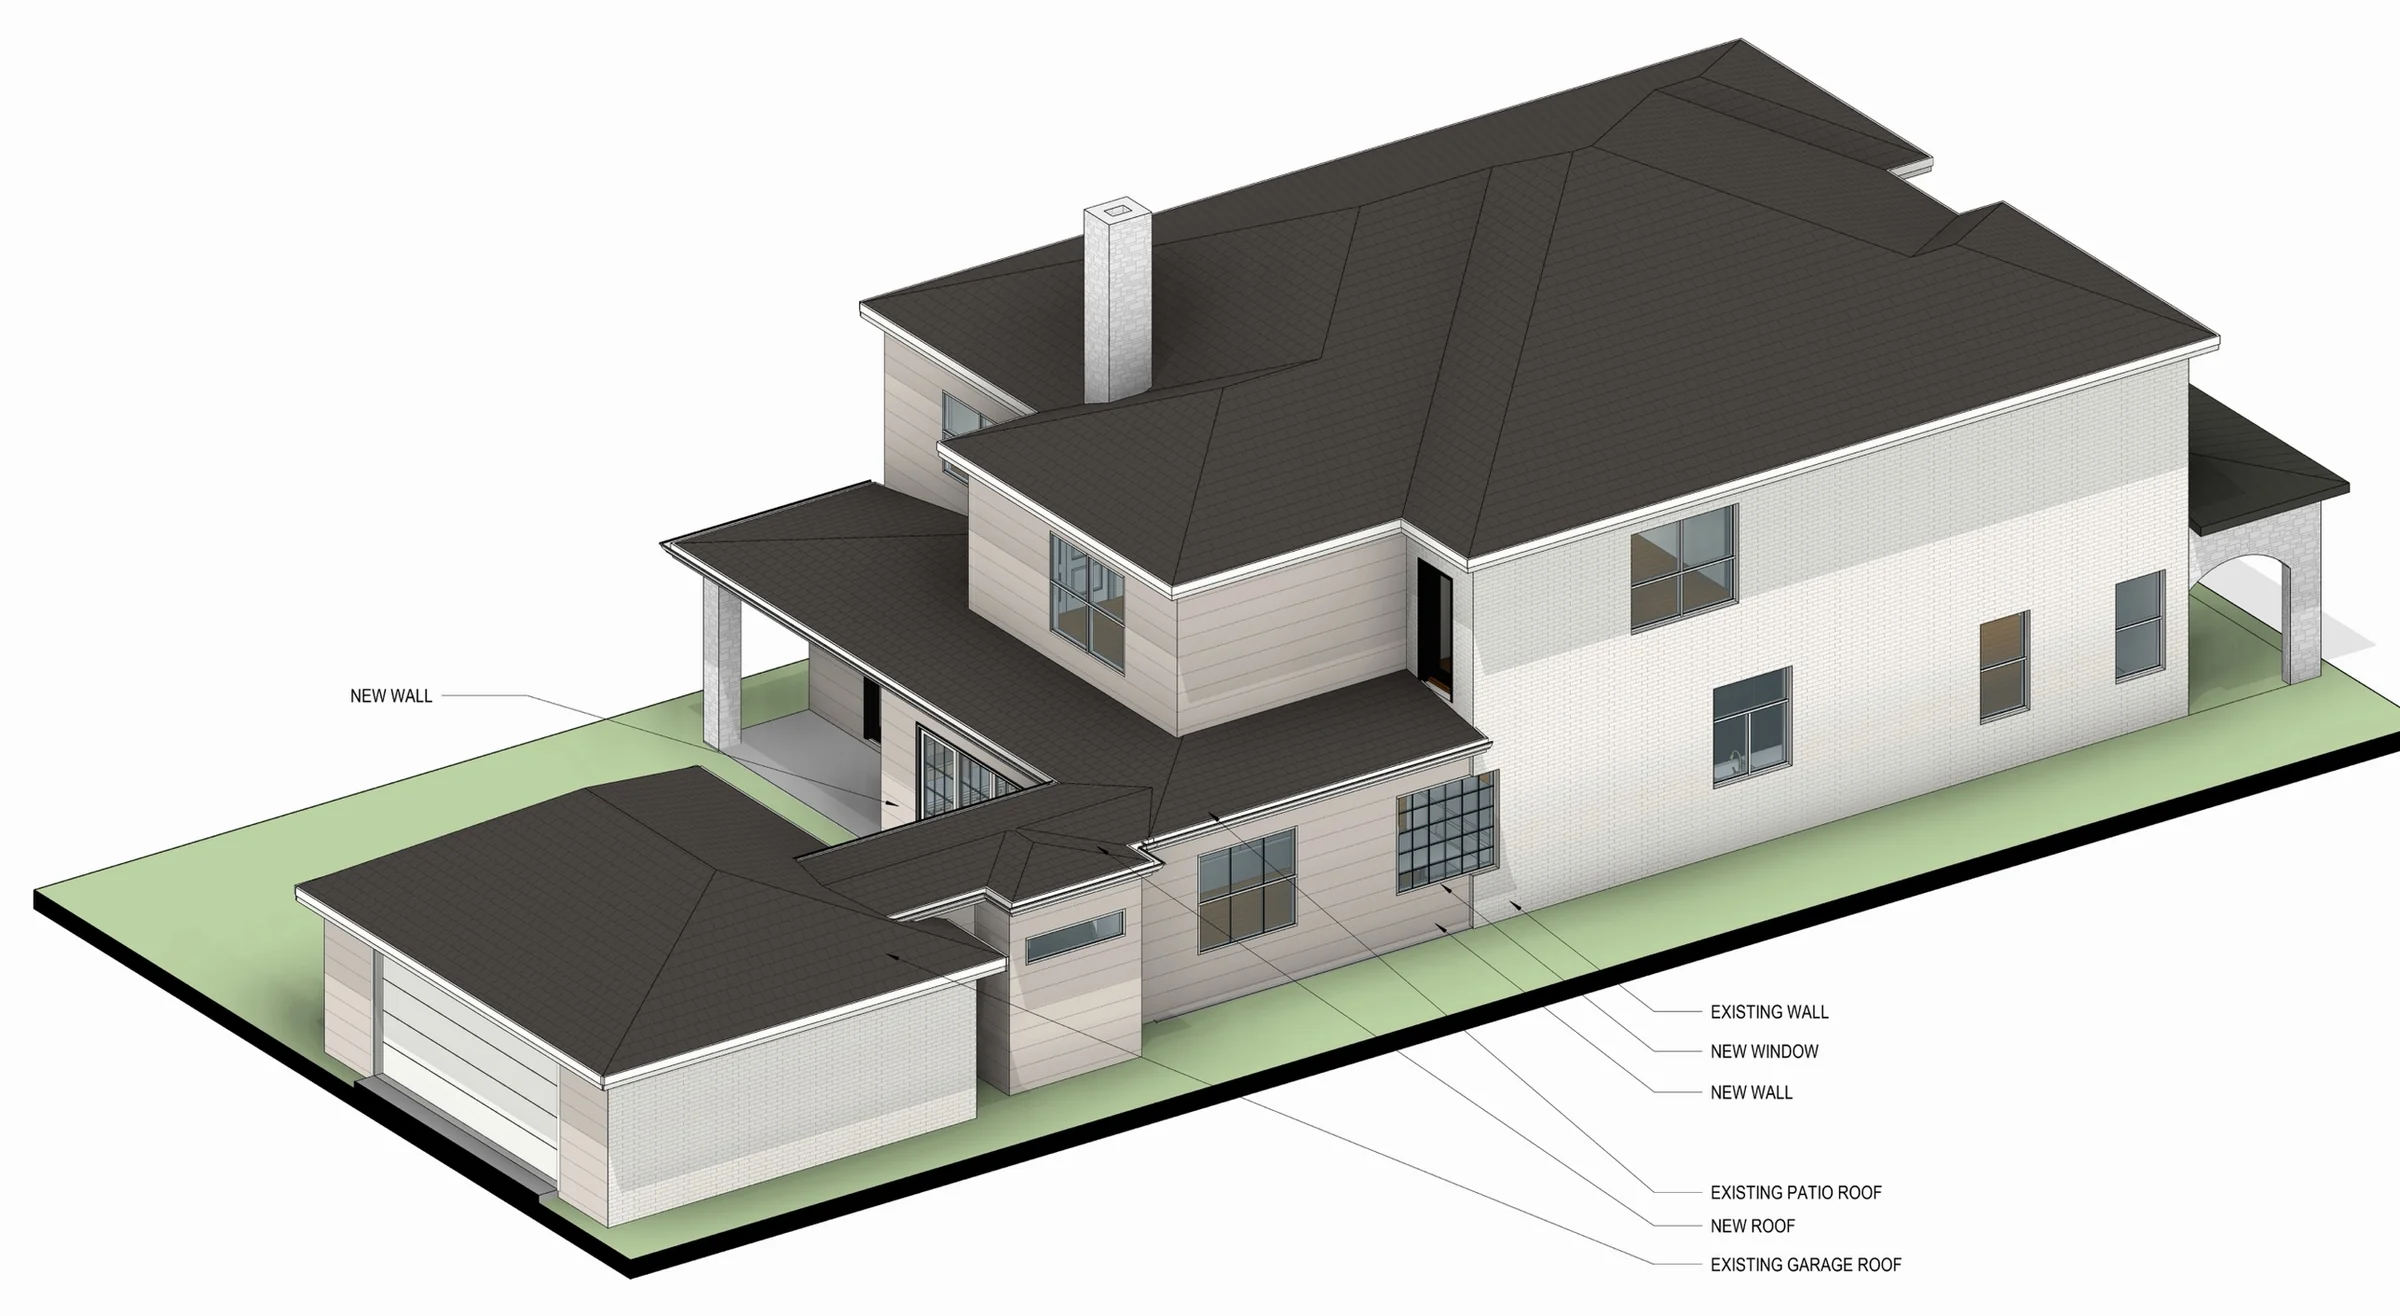 NEW WALL
EXISTING WALL
NEW WINDOW
NEW WALL
EXISTING PATIO ROOF
NEW ROOF
EXISTING GARAGE ROOF